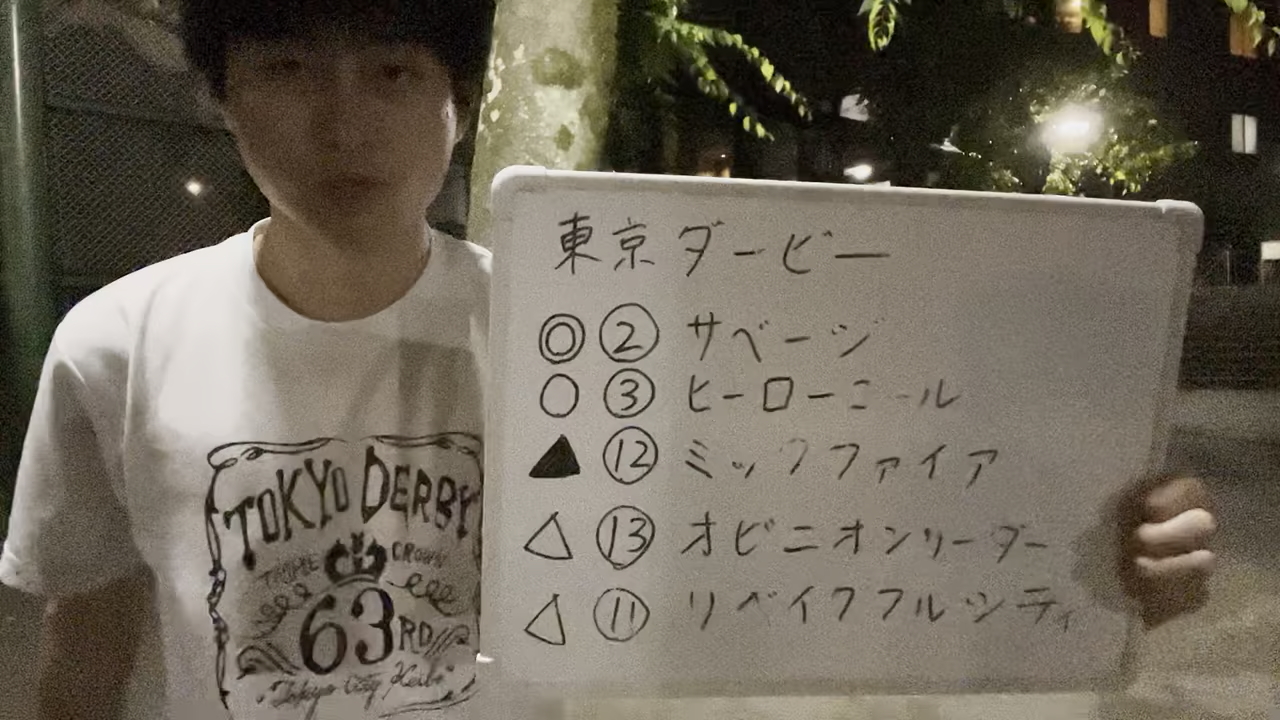 東京ダービー
◎ ② サベージ
○ ③ ヒーローコール
▲ ⑫ ミックファイア
△ ⑬ オピニオンリーダー
△ ⑪ リベイクフルシティ
TOKYO DERBY
TRIPLE CROWN
63RD
Tokyo City Keiba